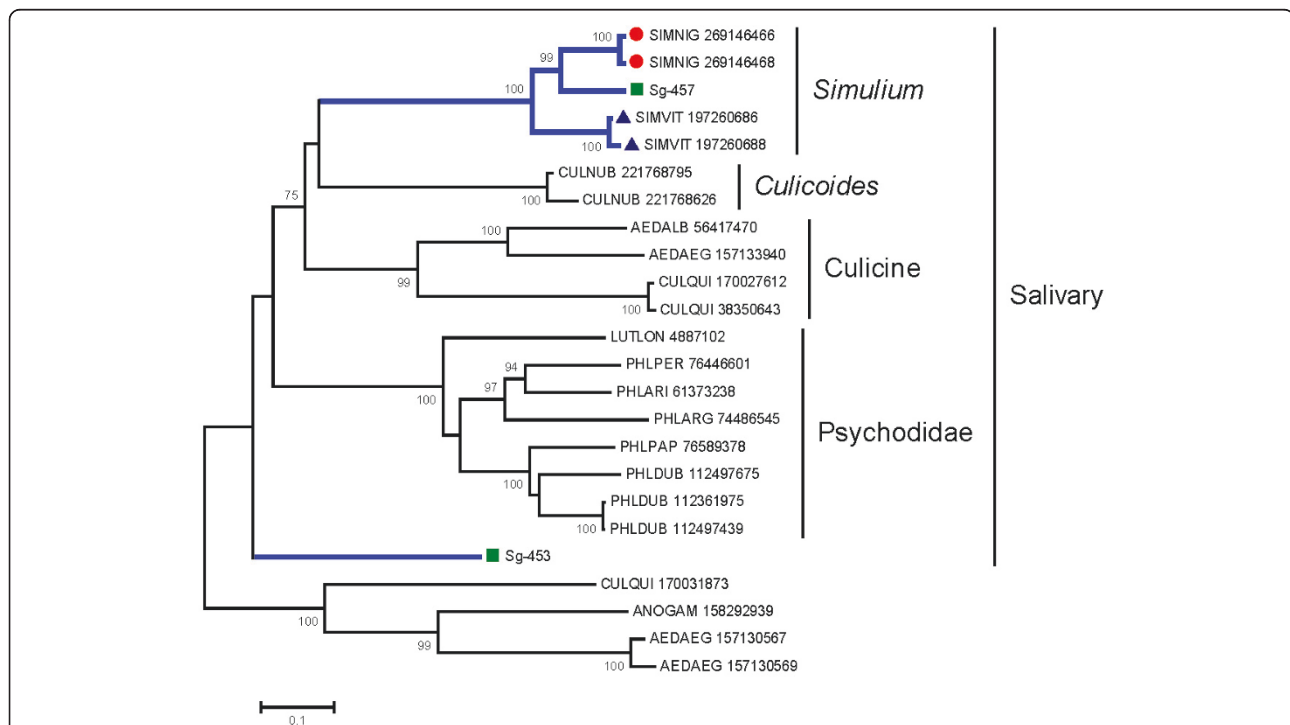 100
SIMNIG 269146466
SIMNIG 269146468
99
Sg-457
100
SIMVIT 197260686
SIMVIT 197260688
100
Simulium
CULNUB 221768795
CULNUB 221768626
100
Culicoides
75
AEDALB 56417470
100
AEDAEG 157133940
99
CULQUI 170027612
CULQUI 38350643
100
Culicine
Salivary
LUTLON 4887102
PHLPER 76446601
94
PHLARI 61373238
97
100
PHLARG 74486545
PHLPAP 76589378
PHLDUB 112497675
100
PHLDUB 112361975
PHLDUB 112497439
100
Psychodidae
Sg-453
CULQUI 170031873
100
ANOGAM 158292939
99
AEDAEG 157130567
AEDAEG 157130569
100
0.1